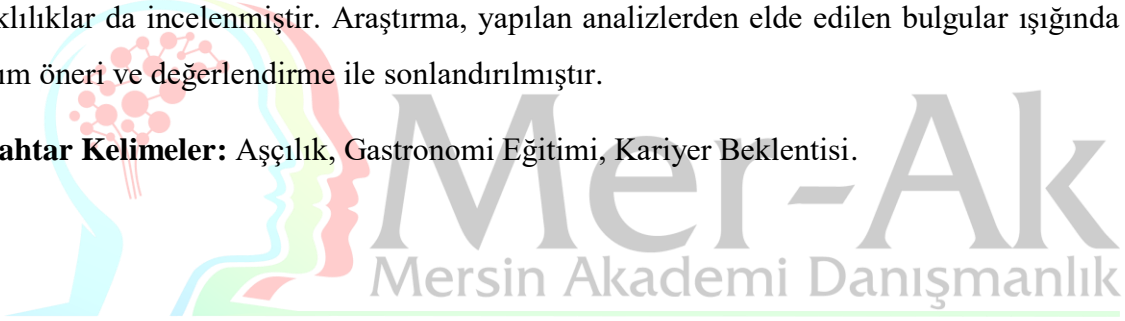 klılıklar da incelenmiştir. Araştırma, yapılan analizlerden elde edilen bulgular ışığında
ım öneri ve değerlendirme ile sonlandırılmıştır.
ahtar Kelimeler: Aşçılık, Gastronomi Eğitimi, Kariyer Beklentisi.
Mer-Ak
Mersin Akademi Danışmanlık